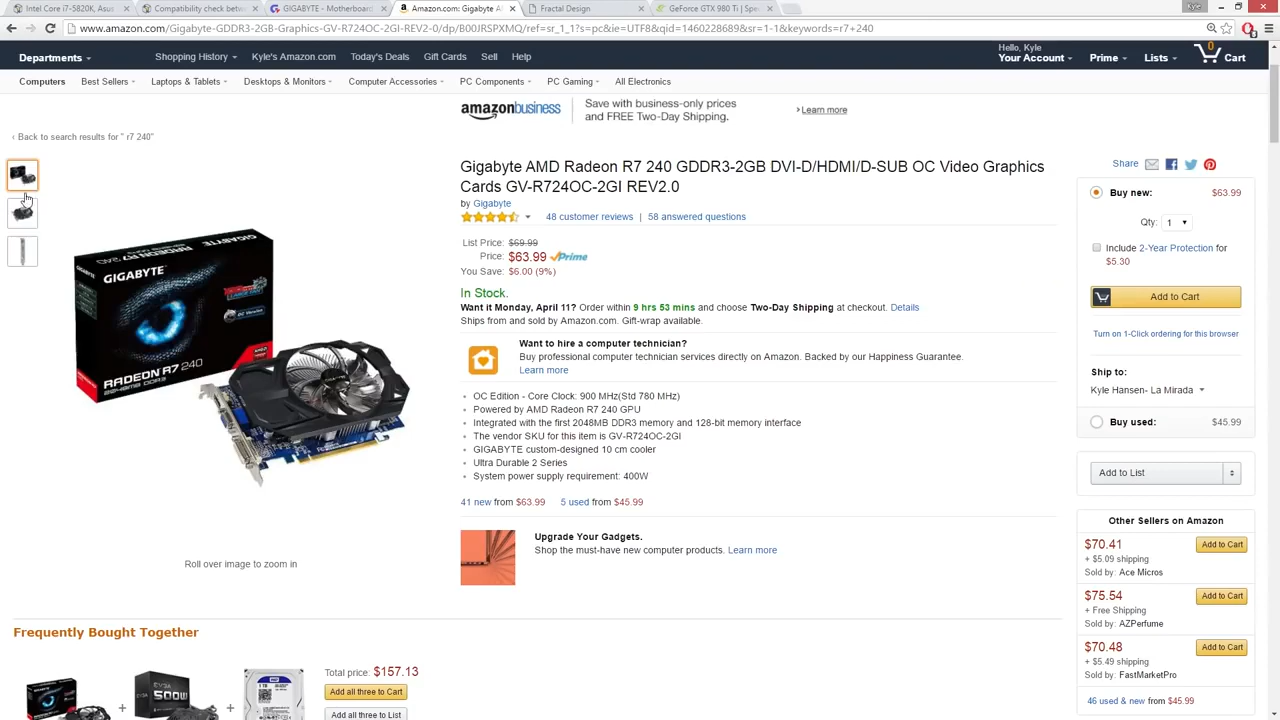 Intel Core i7-5820K, Asus
Compatibility check betw
GIGABYTE - Motherboard
Amazon.com: Gigabyte A
Fractal Design
GeForce GTX 980 Ti | Spe
Kyle
www.amazon.com/Gigabyte-GDDR3-2GB-Graphics-GV-R724OC-2GI-REV2-0/dp/B00JRSPXMQ/ref=sr_1_1?s=pc&ie=UTF8&qid=1460228689&sr=1-1&keywords=r7+240
Departments
Shopping History
Kyle's Amazon.com
Today's Deals
Gift Cards
Sell
Help
Hello, Kyle
Your Account
Prime
Lists
0
Cart
Computers
Best Sellers
Laptops & Tablets
Desktops & Monitors
Computer Accessories
PC Components
PC Gaming
All Electronics
amazonbusiness
Save with business-only prices
and FREE Two-Day Shipping.
› Learn more
‹ Back to search results for " r7 240"
GIGABYTE
RADEON R7 240
2048MB DDR3
Gigabyte AMD Radeon R7 240 GDDR3-2GB DVI-D/HDMI/D-SUB OC Video Graphics
Cards GV-R724OC-2GI REV2.0
by Gigabyte
48 customer reviews | 58 answered questions
List Price: $69.99
Price: $63.99 Prime
You Save: $6.00 (9%)
In Stock.
Want it Monday, April 11? Order within 9 hrs 53 mins and choose Two-Day Shipping at checkout. Details
Ships from and sold by Amazon.com. Gift-wrap available.
Want to hire a computer technician?
Buy professional computer technician services directly on Amazon. Backed by our Happiness Guarantee.
Learn more
OC Edition - Core Clock: 900 MHz(Std 780 MHz)
Powered by AMD Radeon R7 240 GPU
Integrated with the first 2048MB DDR3 memory and 128-bit memory interface
The vendor SKU for this item is GV-R724OC-2GI
GIGABYTE custom-designed 10 cm cooler
Ultra Durable 2 Series
System power supply requirement: 400W
41 new from $63.99 5 used from $45.99
Upgrade Your Gadgets.
Shop the must-have new computer products. Learn more
Roll over image to zoom in
Share
Buy new: $63.99
Qty: 1
Include 2-Year Protection for
$5.30
Add to Cart
Turn on 1-Click ordering for this browser
Ship to:
Kyle Hansen- La Mirada
Buy used: $45.99
Add to List
Other Sellers on Amazon
$70.41 Add to Cart
+ $5.09 shipping
Sold by: Ace Micros
$75.54 Add to Cart
+ Free Shipping
Sold by: AZPerfume
$70.48 Add to Cart
+ $5.49 shipping
Sold by: FastMarketPro
46 used & new from $45.99
Frequently Bought Together
500W
+
+
Total price: $157.13
Add all three to Cart
Add all three to List